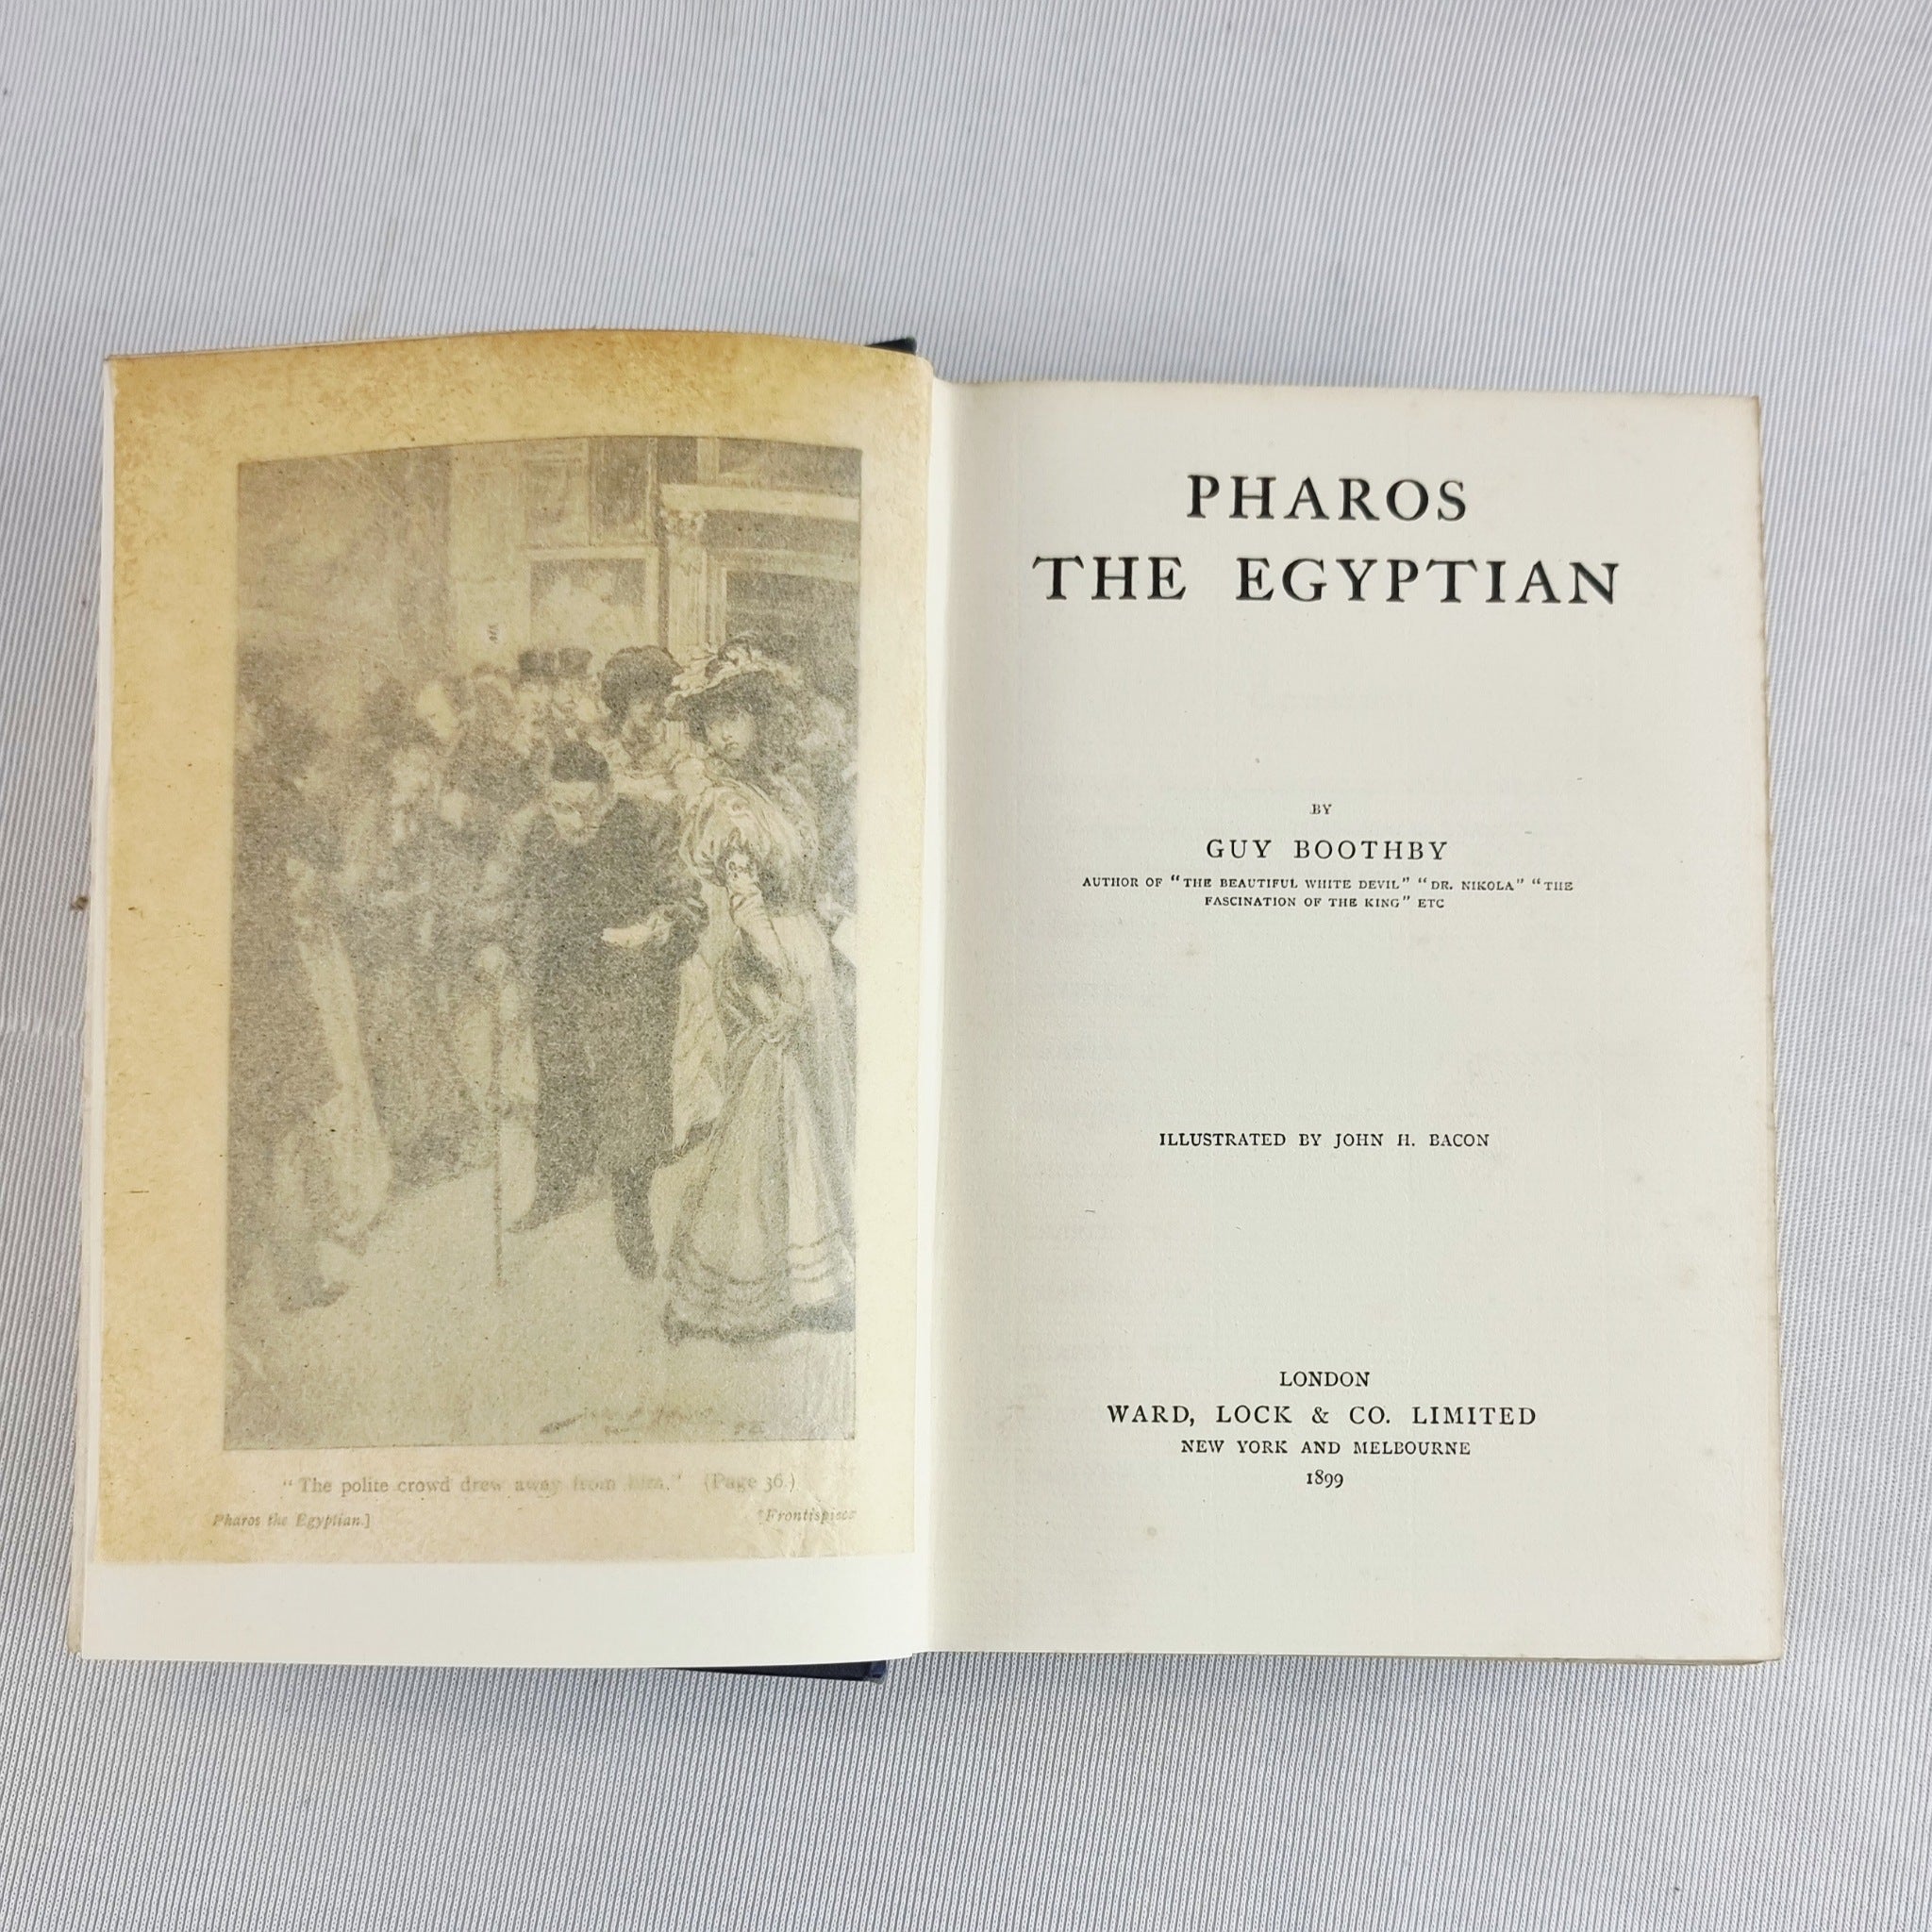 "The polite crowd drew away from him." (Page 36.)
Pharos the Egyptian.] [Frontispiece
PHAROS
THE EGYPTIAN
BY
GUY BOOTHBY
AUTHOR OF "THE BEAUTIFUL WHITE DEVIL" "DR. NIKOLA" "THE
FASCINATION OF THE KING" ETC
ILLUSTRATED BY JOHN H. BACON
LONDON
WARD, LOCK & CO. LIMITED
NEW YORK AND MELBOURNE
1899